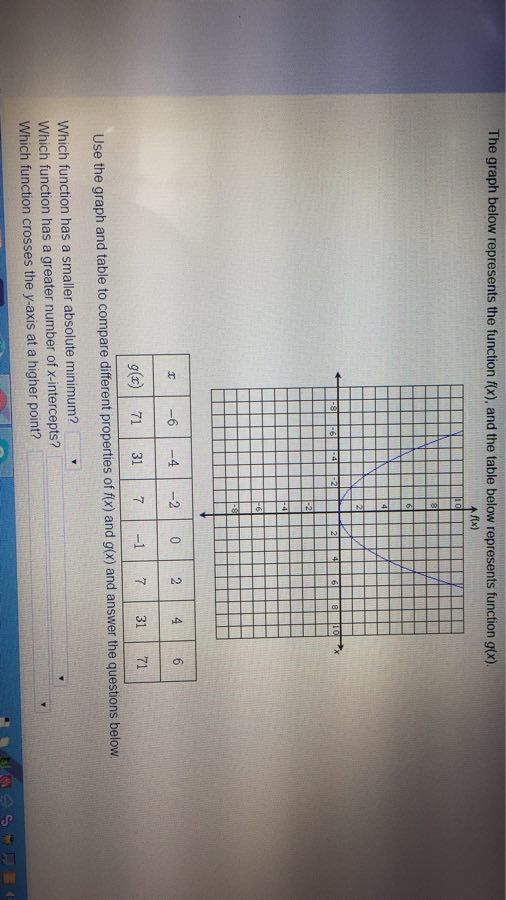 The graph below represents the function f(x), and the table below represents function g(x).
f(x)
10
8
6
4
2
-8 -6 -4 -2 2 4 6 8 10 x
-2
-4
-6
-8
x -6 -4 -2 0 2 4 6
g(x) 71 31 7 -1 7 31 71
Use the graph and table to compare different properties of f(x) and g(x) and answer the questions below.
Which function has a smaller absolute minimum?
Which function has a greater number of x-intercepts?
Which function crosses the y-axis at a higher point?